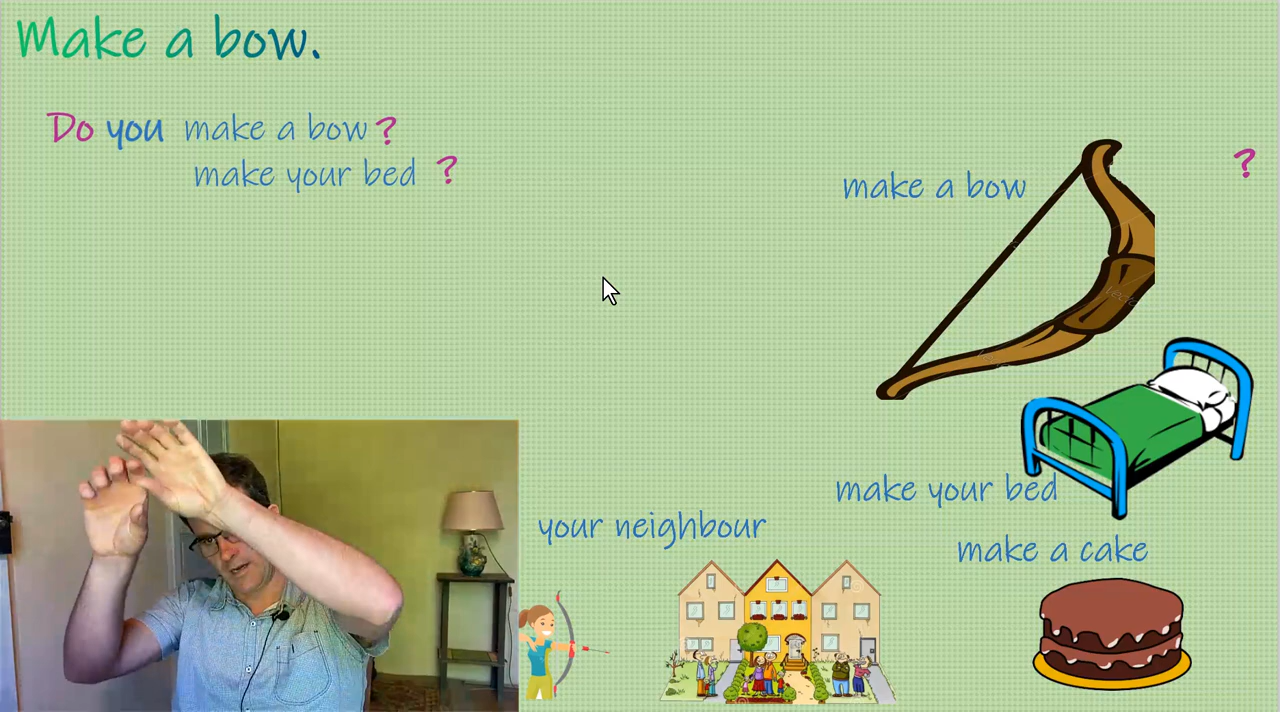 Make a bow.
Do you make a bow ?
make your bed ?
?
make a bow
make your bed
your neighbour
make a cake